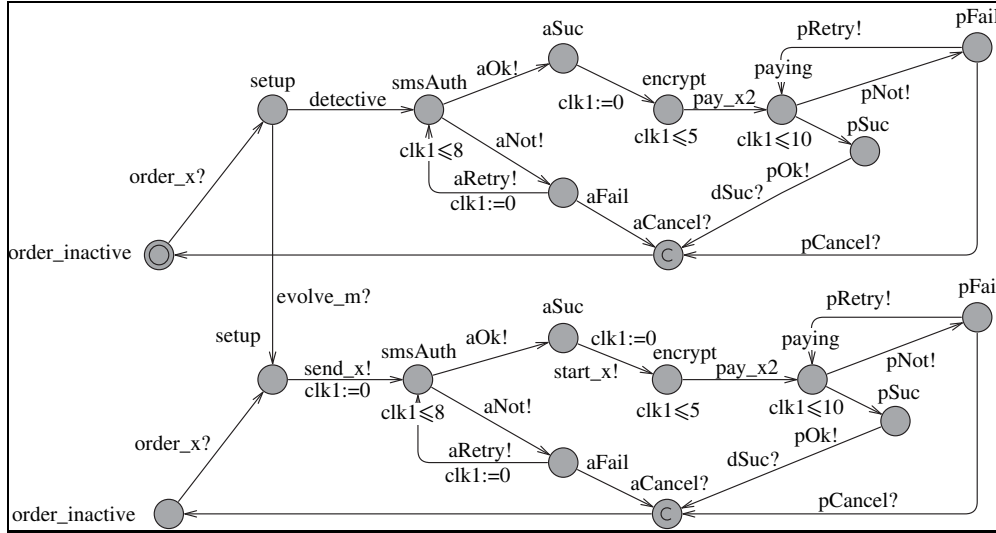 pFail
aSuc
pRetry!
setup
smsAuth
aOk!
encrypt
paying
detective
clk1:=0
pay_x2
pNot!
clk1⩽5
clk1⩽10
pSuc
aNot!
clk1⩽8
order_x?
aRetry!
pOk!
clk1:=0
aFail
dSuc?
aCancel?
order_inactive
C
pCancel?
evolve_m?
pFail
aSuc
pRetry!
setup
smsAuth
aOk!
clk1:=0
encrypt
paying
send_x!
start_x!
pay_x2
pNot!
clk1:=0
clk1⩽8
clk1⩽5
clk1⩽10
pSuc
aNot!
order_x?
aRetry!
pOk!
clk1:=0
aFail
dSuc?
aCancel?
order_inactive
C
pCancel?